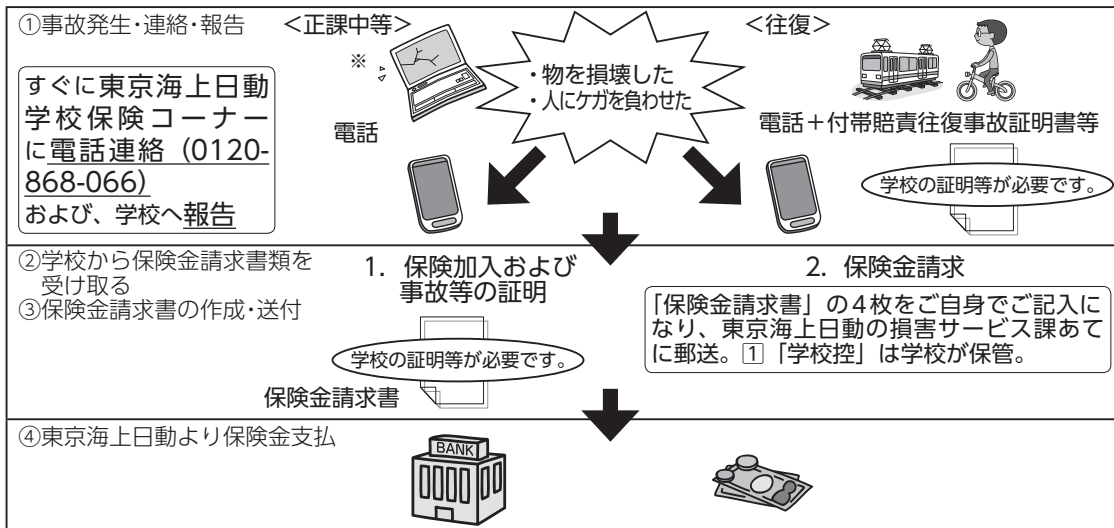 ①事故発生・連絡・報告
<正課中等>
<往復>
※
・物を損壊した
・人にケガを負わせた
すぐに東京海上日動
学校保険コーナー
に電話連絡（0120-
868-066）
および、学校へ報告
電話
電話＋付帯賠責往復事故証明書等
学校の証明等が必要です。
②学校から保険金請求書類を
受け取る
③保険金請求書の作成・送付
1. 保険加入および
事故等の証明
学校の証明等が必要です。
保険金請求書
2. 保険金請求
「保険金請求書」の4枚をご自身でご記入に
なり、東京海上日動の損害サービス課あて
に郵送。1「学校控」は学校が保管。
④東京海上日動より保険金支払
BANK